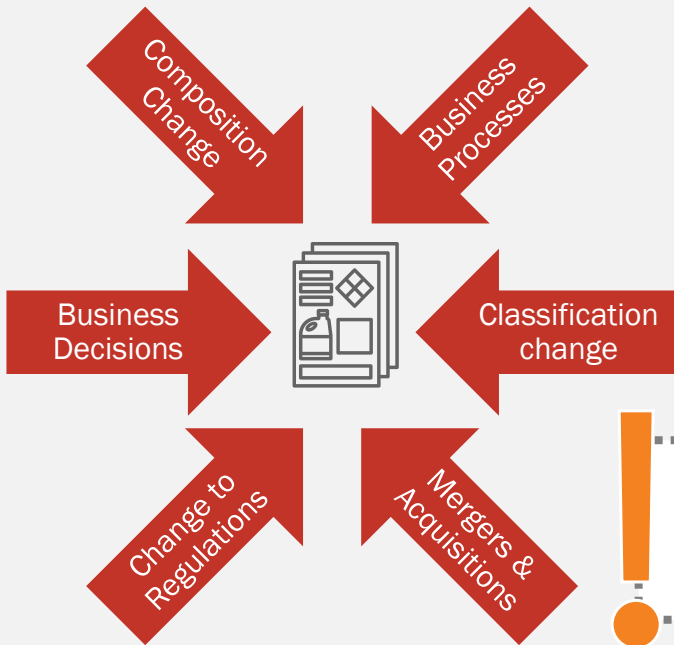 Composition
Change
Business
Processes
Business
Decisions
Classification
change
Change to
Regulations
Mergers &
Acquisitions